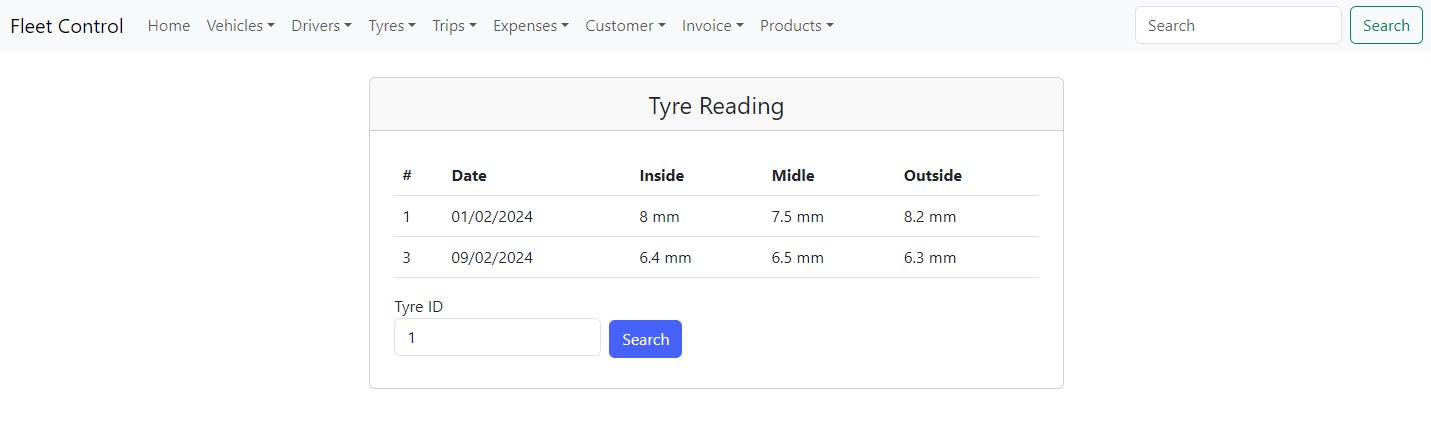 Fleet Control Home Vehicles Drivers Tyres Trips Expenses Customer Invoice Products Search Search
Tyre Reading
# Date Inside Midle Outside
1 01/02/2024 8 mm 7.5 mm 8.2 mm
3 09/02/2024 6.4 mm 6.5 mm 6.3 mm
Tyre ID
1 Search